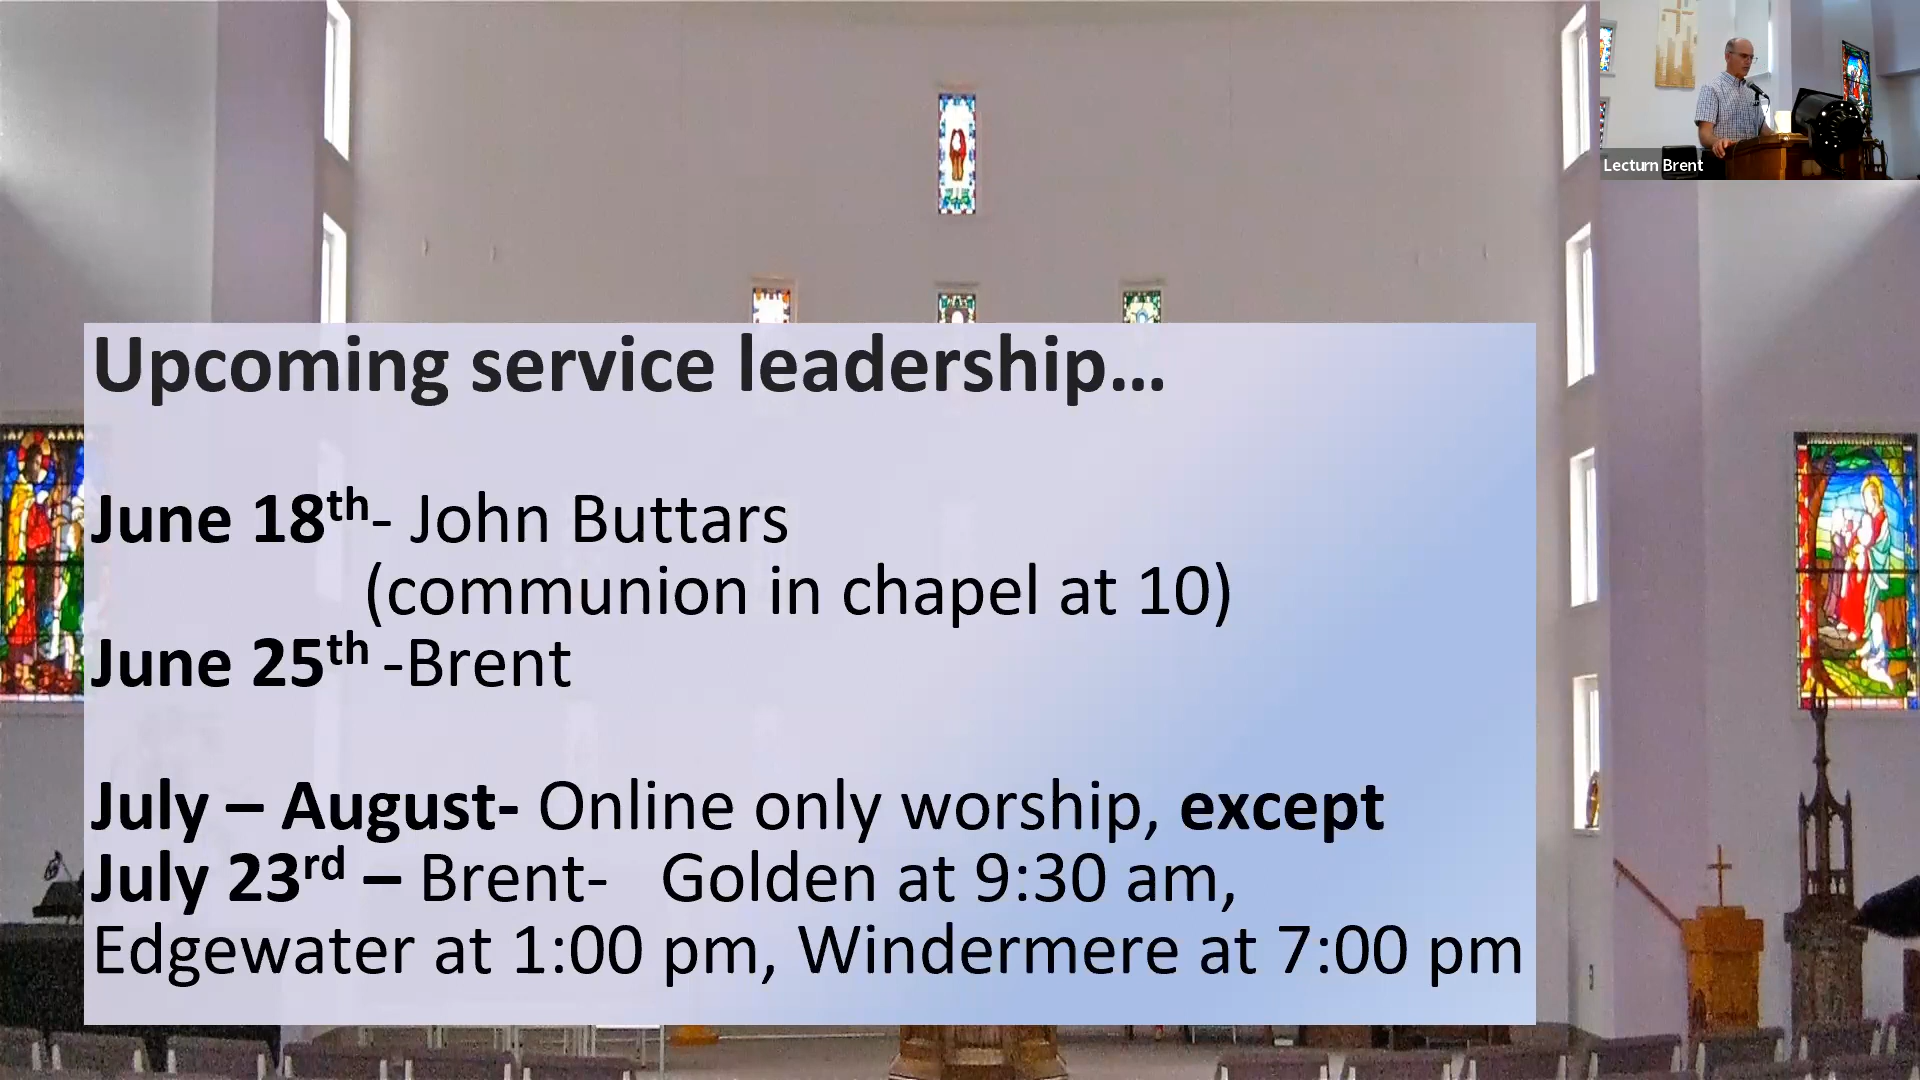 Lecturn Brent
Upcoming service leadership…
June 18th- John Buttars
(communion in chapel at 10)
June 25th -Brent
July – August- Online only worship, except
July 23rd – Brent- Golden at 9:30 am,
Edgewater at 1:00 pm, Windermere at 7:00 pm